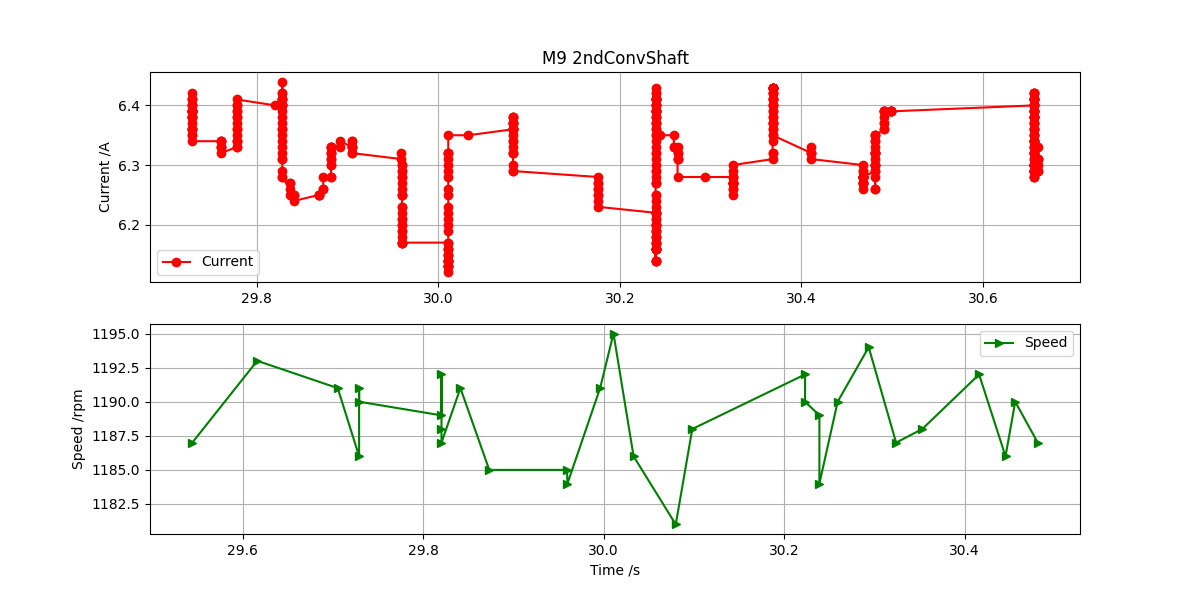 M9 2ndConvShaft
6.4
6.3
6.2
Current /A
Current
29.8 30.0 30.2 30.4 30.6
1195.0
1192.5
1190.0
1187.5
1185.0
1182.5
Speed /rpm
Speed
29.6 29.8 30.0 30.2 30.4
Time /s